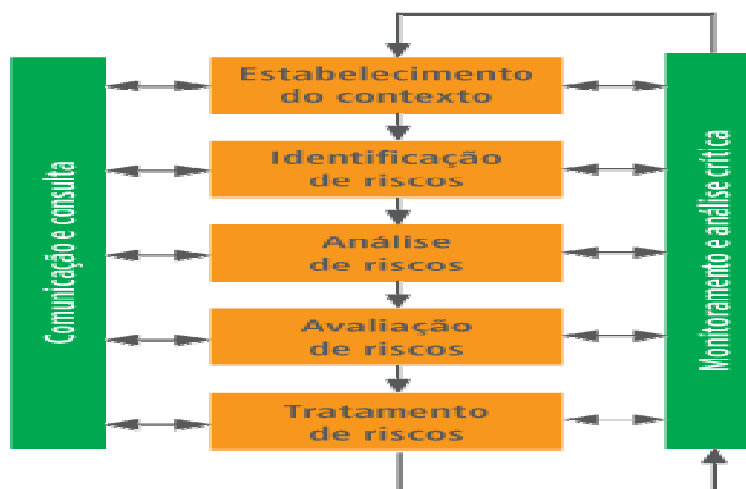 Estabelecimento
do contexto
Identificação
de riscos
Análise
de riscos
Avaliação
de riscos
Tratamento
de riscos
Comunicação e consulta
Monitoramento e análise crítica